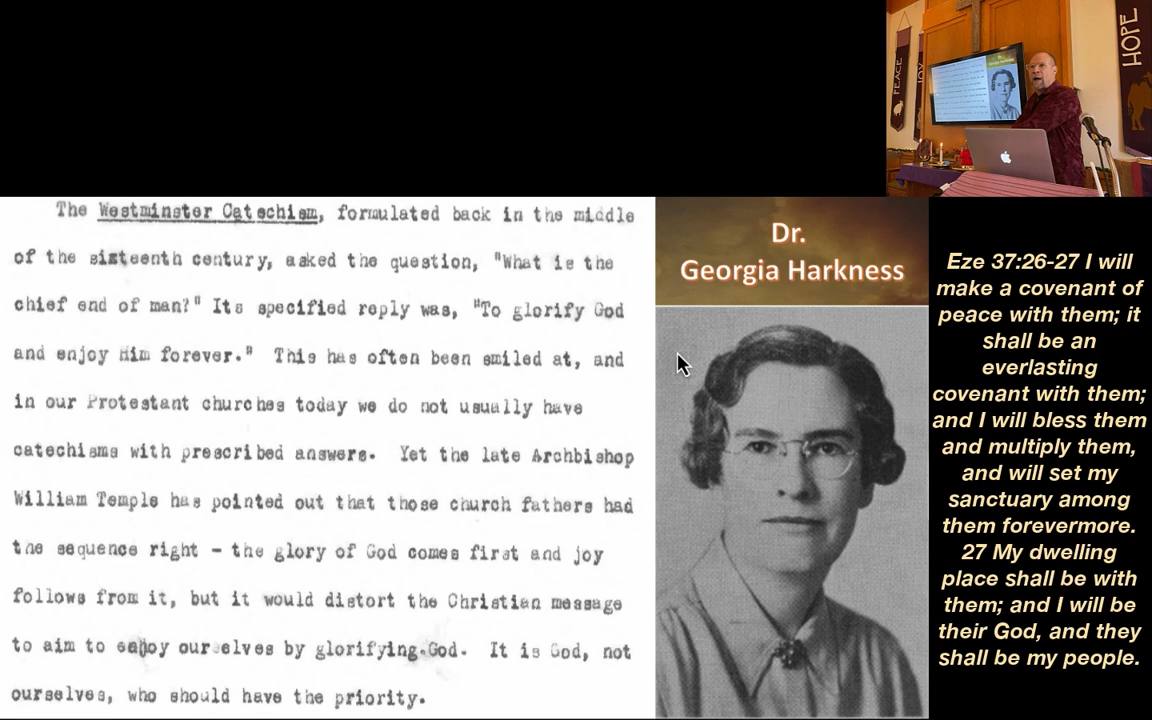 PEACE
JOY
HOPE
The Westminster Catechism, formulated back in the middle
of the sixteenth century, asked the question, "What is the
chief end of man?" Its specified reply was, "To glorify God
and enjoy Him forever." This has often been smiled at, and
in our Protestant churches today we do not usually have
catechisms with prescribed answers. Yet the late Archbishop
William Temple has pointed out that those church fathers had
the sequence right - the glory of God comes first and joy
follows from it, but it would distort the Christian message
to aim to enjoy ourselves by glorifying God. It is God, not
ourselves, who should have the priority.
Dr.
Georgia Harkness
Eze 37:26-27 I will
make a covenant of
peace with them; it
shall be an
everlasting
covenant with them;
and I will bless them
and multiply them,
and will set my
sanctuary among
them forevermore.
27 My dwelling
place shall be with
them; and I will be
their God, and they
shall be my people.